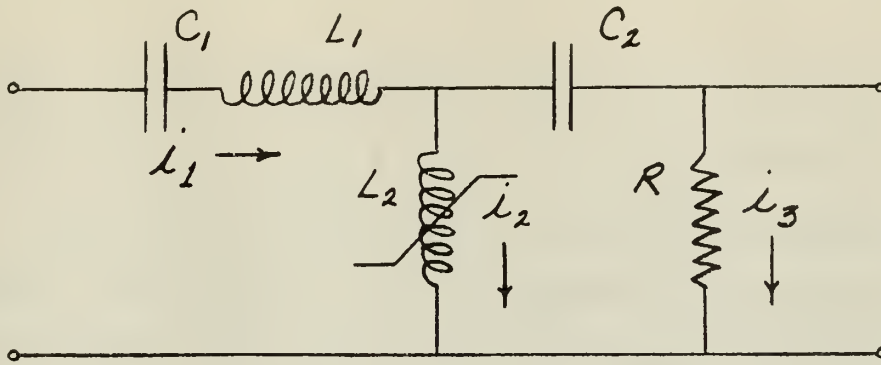 C₁ L₁ C₂
i₁
L₂ i₂ R i₃